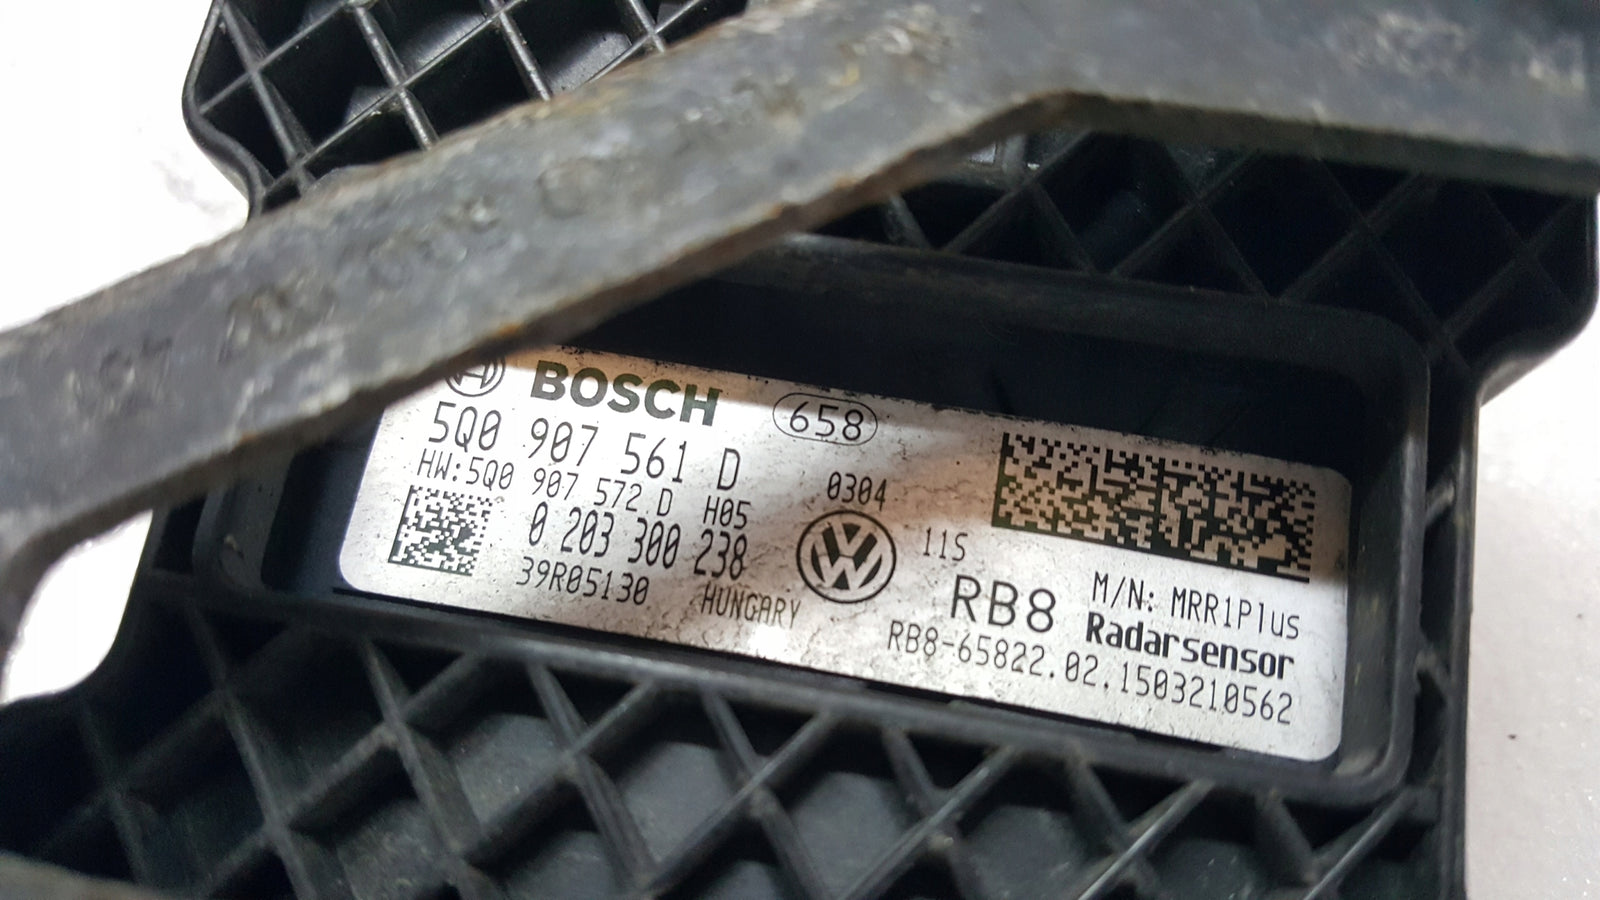 BOSCH 658
5Q0 907 561 D
HW:5Q0 907 572 D H05 0304
0 203 300 238 11S
39R05130 HUNGARY
RB8 M/N: MRR1Plus
Radarsensor
RB8-65822.02.1503210562